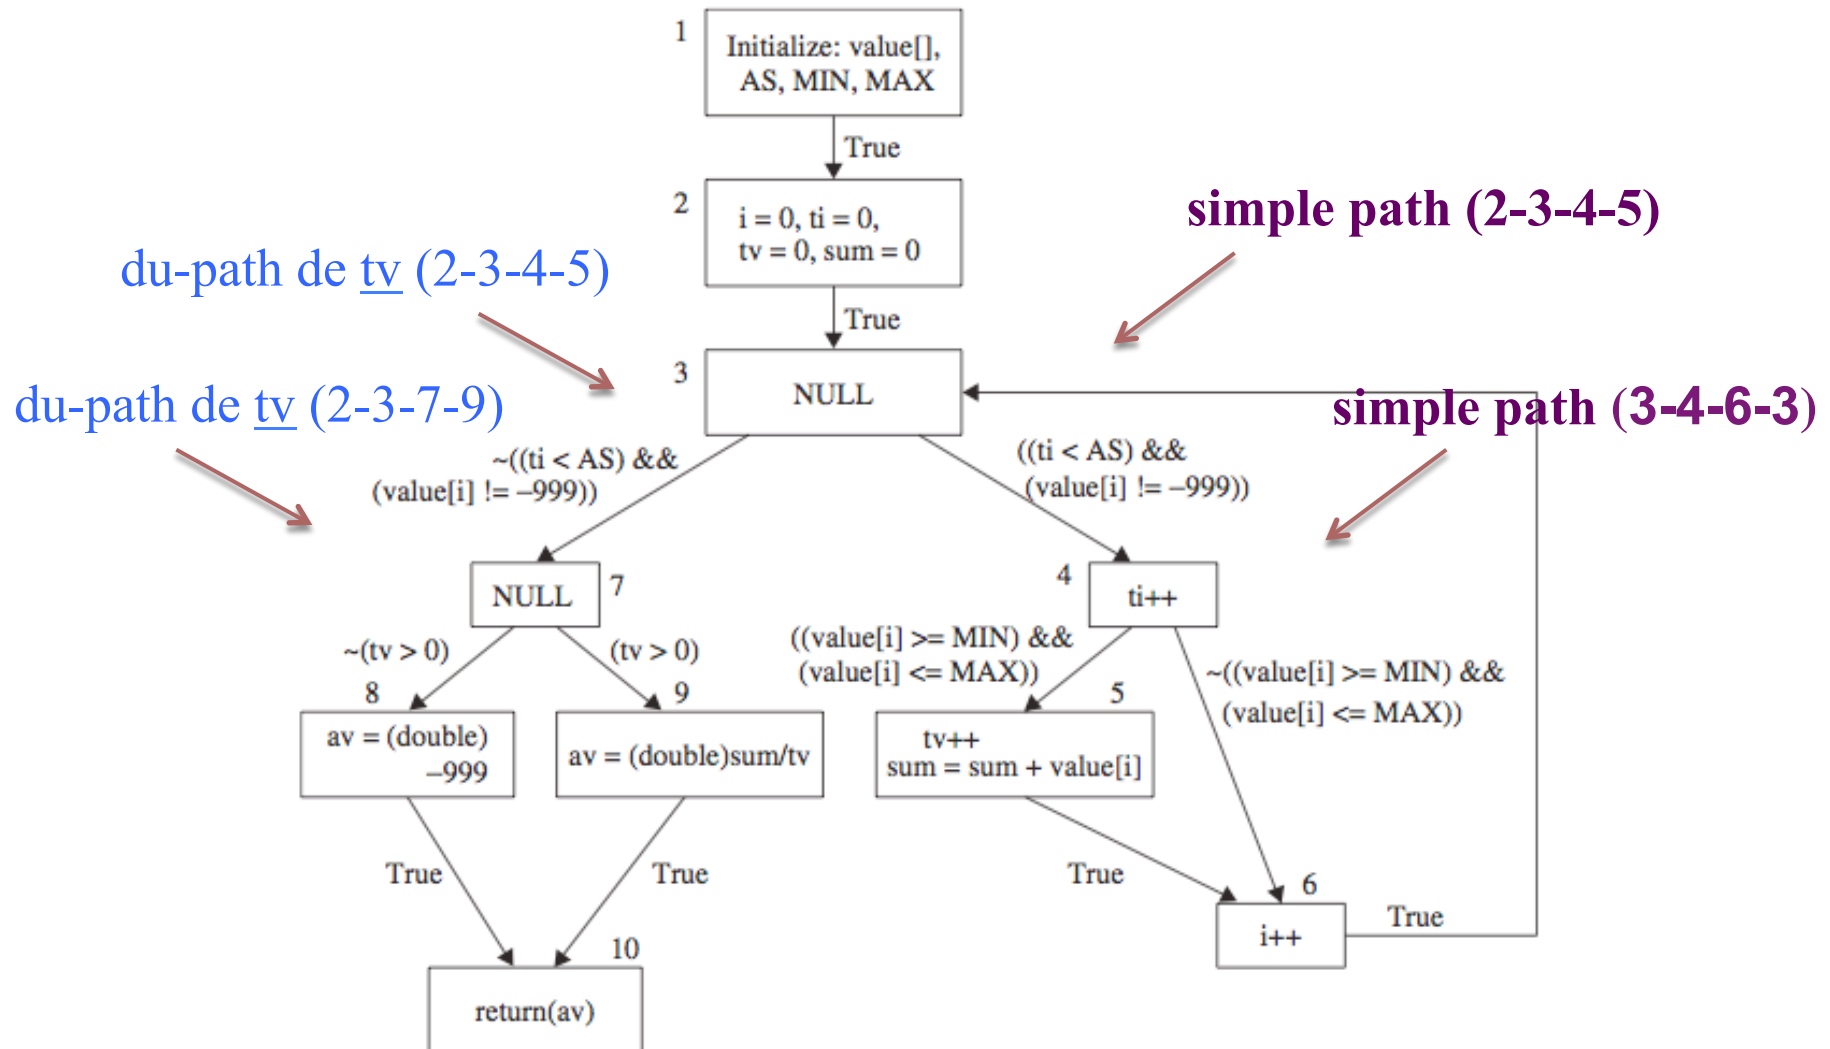 1
Initialize: value[],
AS, MIN, MAX
True
2
i = 0, ti = 0,
tv = 0, sum = 0
simple path (2-3-4-5)
du-path de tv (2-3-4-5)
True
3
NULL
du-path de tv (2-3-7-9)
simple path (3-4-6-3)
~((ti < AS) &&
(value[i] != –999))
((ti < AS) &&
(value[i] != –999))
NULL
7
4
ti++
~(tv > 0)
(tv > 0)
((value[i] >= MIN) &&
(value[i] <= MAX))
~((value[i] >= MIN) &&
(value[i] <= MAX))
8
9
5
av = (double)
–999
av = (double)sum/tv
tv++
sum = sum + value[i]
True
True
True
6
i++
True
10
return(av)